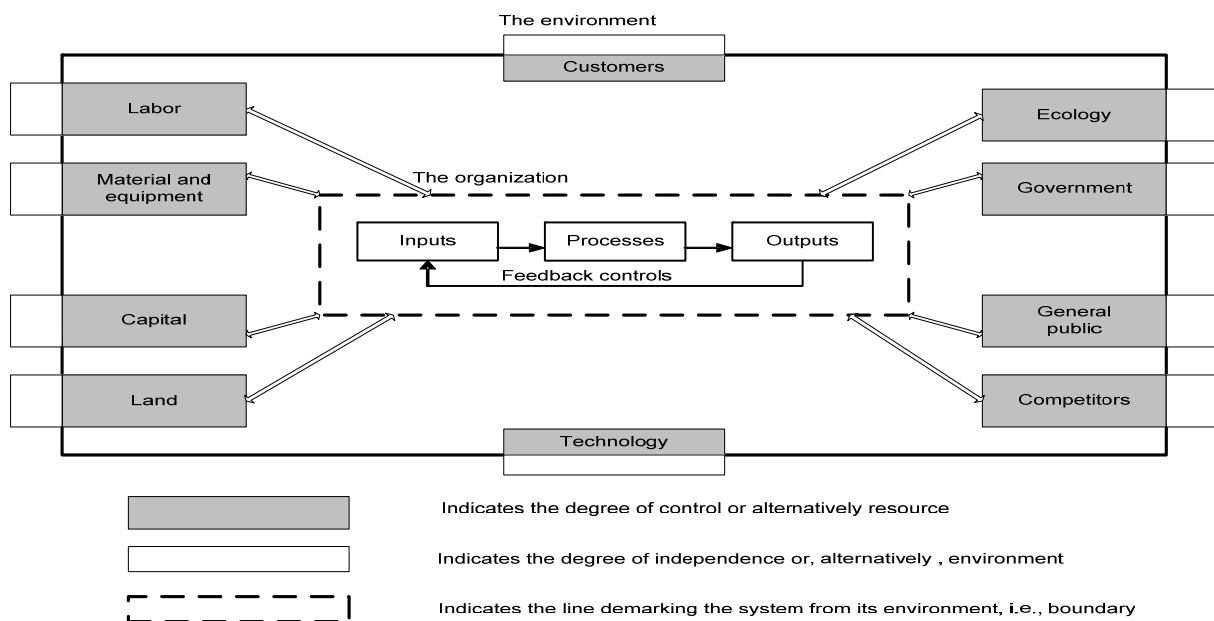 The environment
Customers
Labor
Ecology
Material and
equipment
The organization
Government
Inputs
Processes
Outputs
Feedback controls
Capital
General
public
Land
Competitors
Technology
Indicates the degree of control or alternatively resource
Indicates the degree of independence or, alternatively , environment
Indicates the line demarking the system from its environment, i.e., boundary